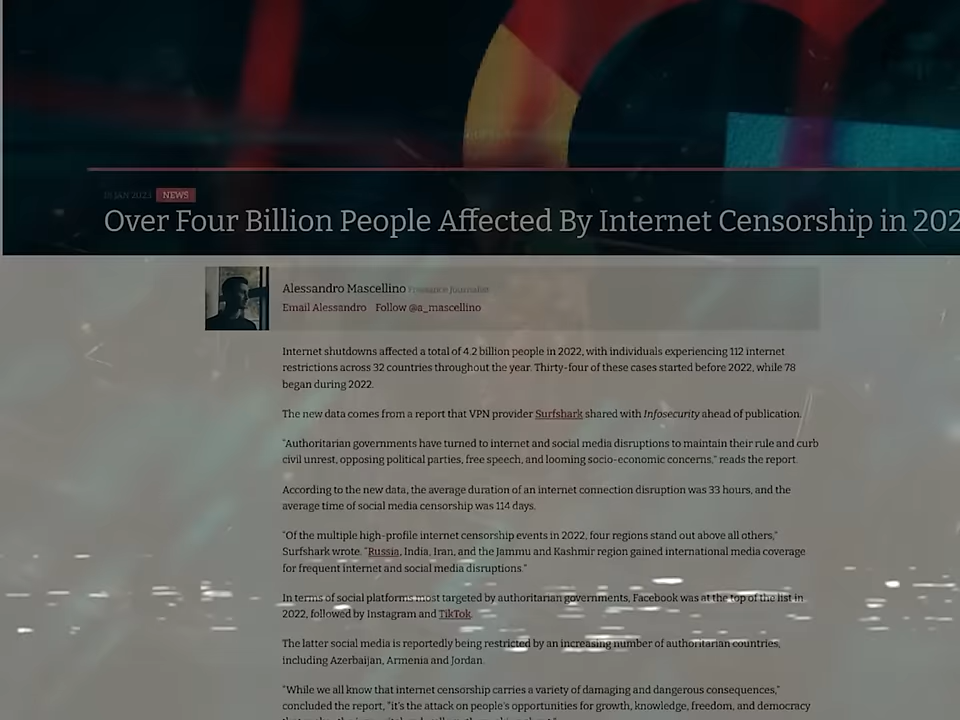 18 JAN 2023 NEWS
Over Four Billion People Affected By Internet Censorship in 202
Alessandro Mascellino Freelance Journalist
Email Alessandro Follow @a_mascellino
Internet shutdowns affected a total of 4.2 billion people in 2022, with individuals experiencing 112 internet
restrictions across 32 countries throughout the year. Thirty-four of these cases started before 2022, while 78
began during 2022.
The new data comes from a report that VPN provider Surfshark shared with Infosecurity ahead of publication.
"Authoritarian governments have turned to internet and social media disruptions to maintain their rule and curb
civil unrest, opposing political parties, free speech, and looming socio-economic concerns," reads the report.
According to the new data, the average duration of an internet connection disruption was 33 hours, and the
average time of social media censorship was 114 days.
"Of the multiple high-profile internet censorship events in 2022, four regions stand out above all others,"
Surfshark wrote. "Russia, India, Iran, and the Jammu and Kashmir region gained international media coverage
for frequent internet and social media disruptions."
In terms of social platforms most targeted by authoritarian governments, Facebook was at the top of the list in
2022, followed by Instagram and TikTok.
The latter social media is reportedly being restricted by an increasing number of authoritarian countries,
including Azerbaijan, Armenia and Jordan.
"While we all know that internet censorship carries a variety of damaging and dangerous consequences,"
concluded the report, "it's the attack on people's opportunities for growth, knowledge, freedom, and democracy